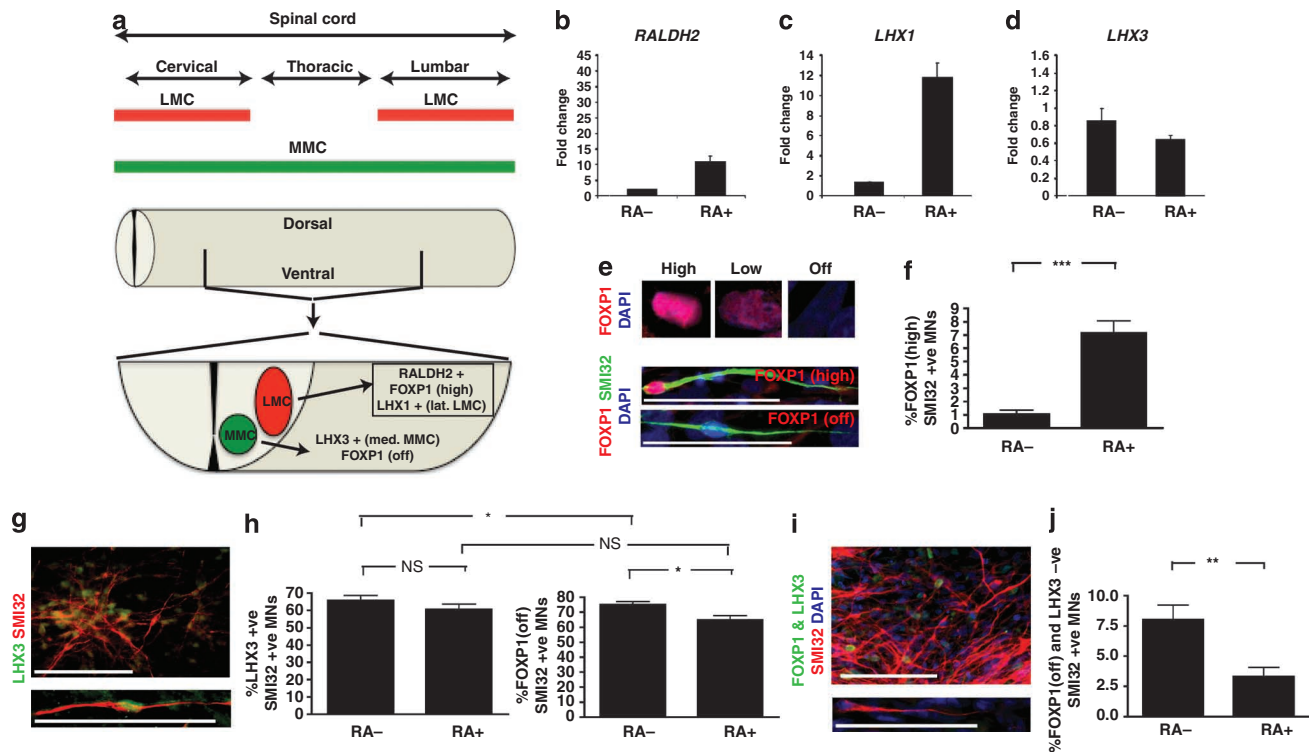 a
Spinal cord
Cervical Thoracic Lumbar
LMC LMC
MMC
Dorsal
Ventral
LMC
MMC
RALDH2 +
FOXP1 (high)
LHX1 + (lat. LMC)
LHX3 + (med. MMC)
FOXP1 (off)
b
RALDH2
Fold change
45
40
35
30
25
20
15
10
5
0
RA− RA+
c
LHX1
Fold change
14
12
10
8
6
4
2
0
RA− RA+
d
LHX3
Fold change
1.6
1.4
1.2
1
0.8
0.6
0.4
0.2
0
RA− RA+
e
High Low Off
FOXP1
DAPI
FOXP1 SMI32
DAPI
FOXP1 (high)
FOXP1 (off)
f
***
%FOXP1(high)
SMI32 +ve MNs
9
8
7
6
5
4
3
2
1
0
RA− RA+
g
LHX3 SMI32
h
*
NS
NS
*
%LHX3 +ve
SMI32 +ve MNs
70
60
50
40
30
20
10
0
RA− RA+
%FOXP1(off)
SMI32 +ve MNs
80
70
60
50
40
30
20
10
0
RA− RA+
i
FOXP1 & LHX3
SMI32 DAPI
j
**
%FOXP1(off) and LHX3 −ve
SMI32 +ve MNs
10.0
7.5
5.0
2.5
0.0
RA− RA+